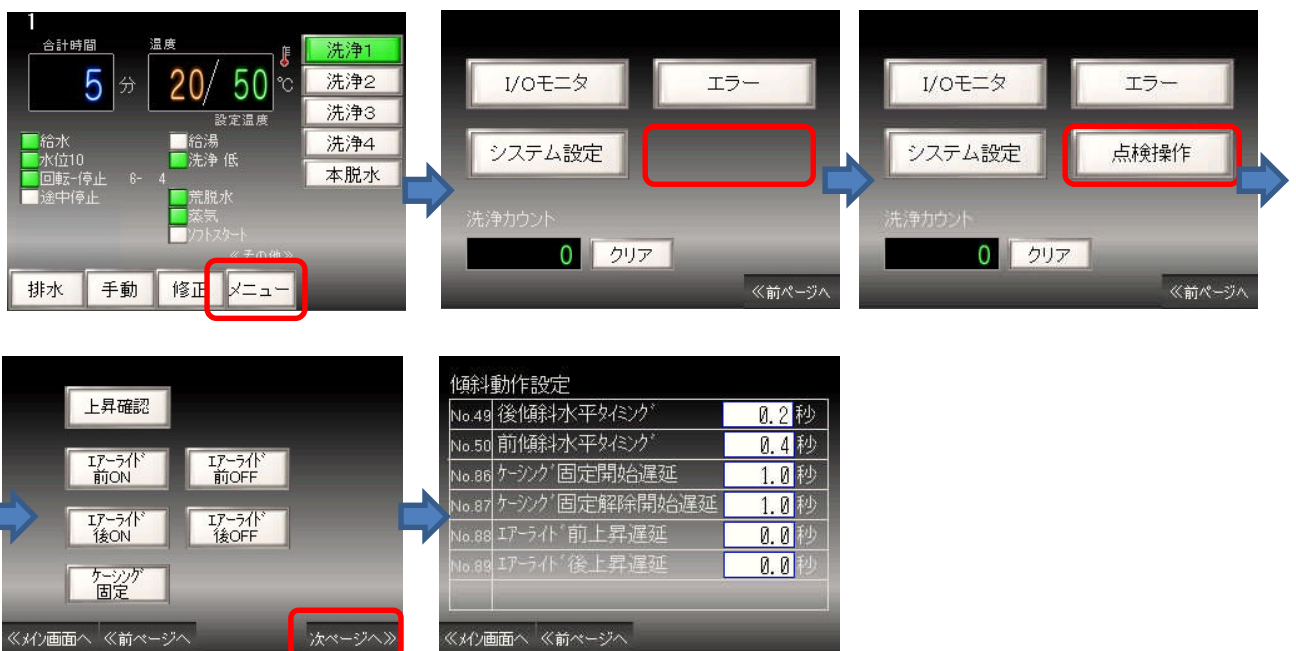 1
合計時間 温度
5 分 20/ 50 ℃
設定温度
洗浄1
洗浄2
洗浄3
洗浄4
本脱水
給水 給湯
水位10 洗浄 低
回転-停止 6- 4
途中停止 荒脱水
蒸気
ソフトスタート
≪その他≫
排水 手動 修正 メニュー
I/Oモニタ エラー
システム設定
洗浄カウント
0 クリア
≪前ページへ
I/Oモニタ エラー
システム設定 点検操作
洗浄カウント
0 クリア
≪前ページへ
上昇確認
エアーライド 前ON エアーライド 前OFF
エアーライド 後ON エアーライド 後OFF
ケーシング 固定
≪メイン画面へ ≪前ページへ 次ページへ≫
傾斜動作設定
No.49 後傾斜水平タイミング 0.2 秒
No.50 前傾斜水平タイミング 0.4 秒
No.86 ケーシング固定開始遅延 1.0 秒
No.87 ケーシング固定解除開始遅延 1.0 秒
No.88 エアーライド前上昇遅延 0.0 秒
No.89 エアーライド後上昇遅延 0.0 秒
≪メイン画面へ ≪前ページへ